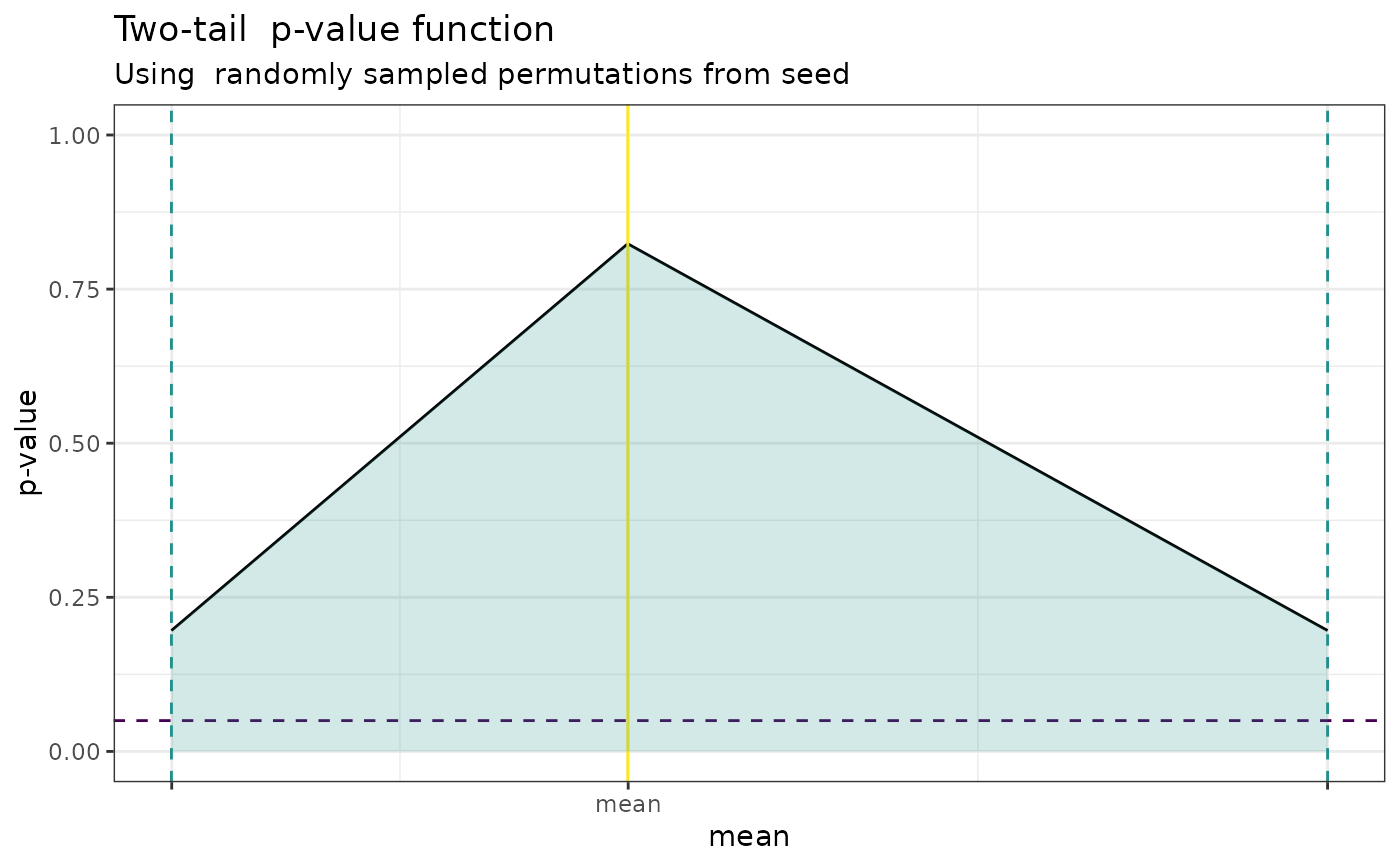 Two-tail  p-value function
Using  randomly sampled permutations from seed
1.00
0.75
0.50
0.25
0.00
p-value
mean
mean